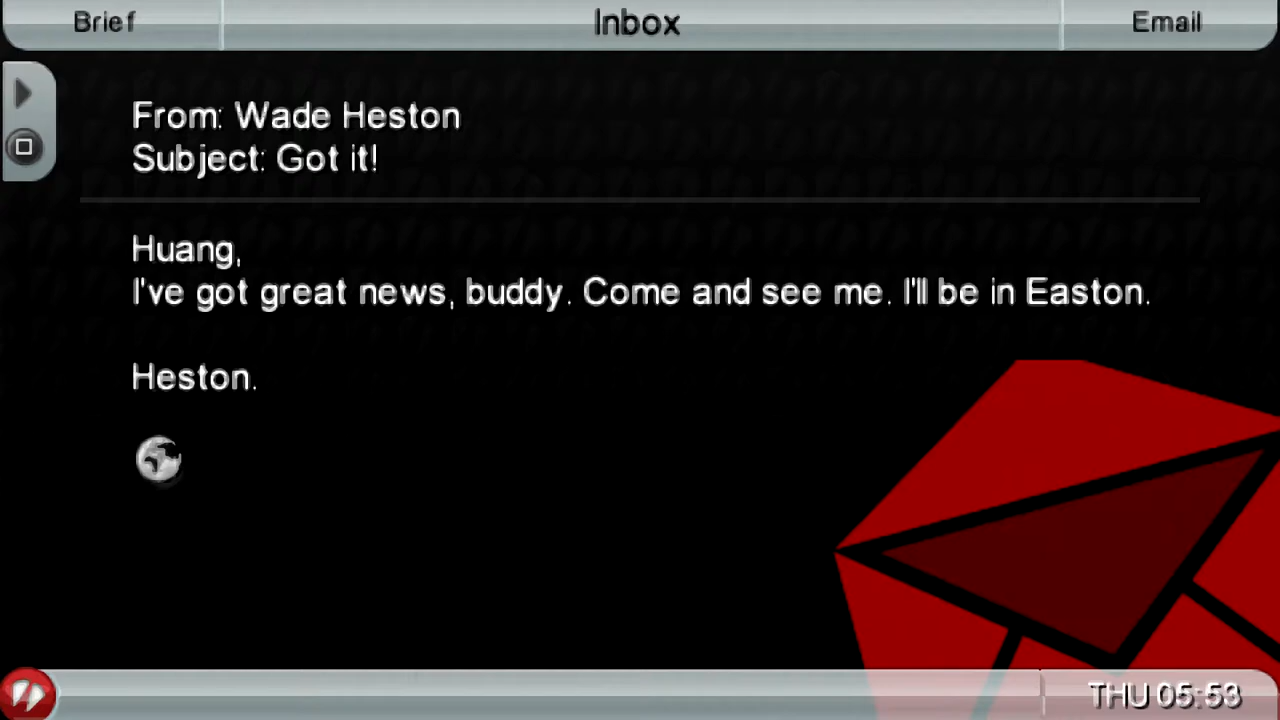 Brief
Inbox
Email
From: Wade Heston
Subject: Got it!
Huang,
I've got great news, buddy. Come and see me. I'll be in Easton.
Heston.
THU 05:53